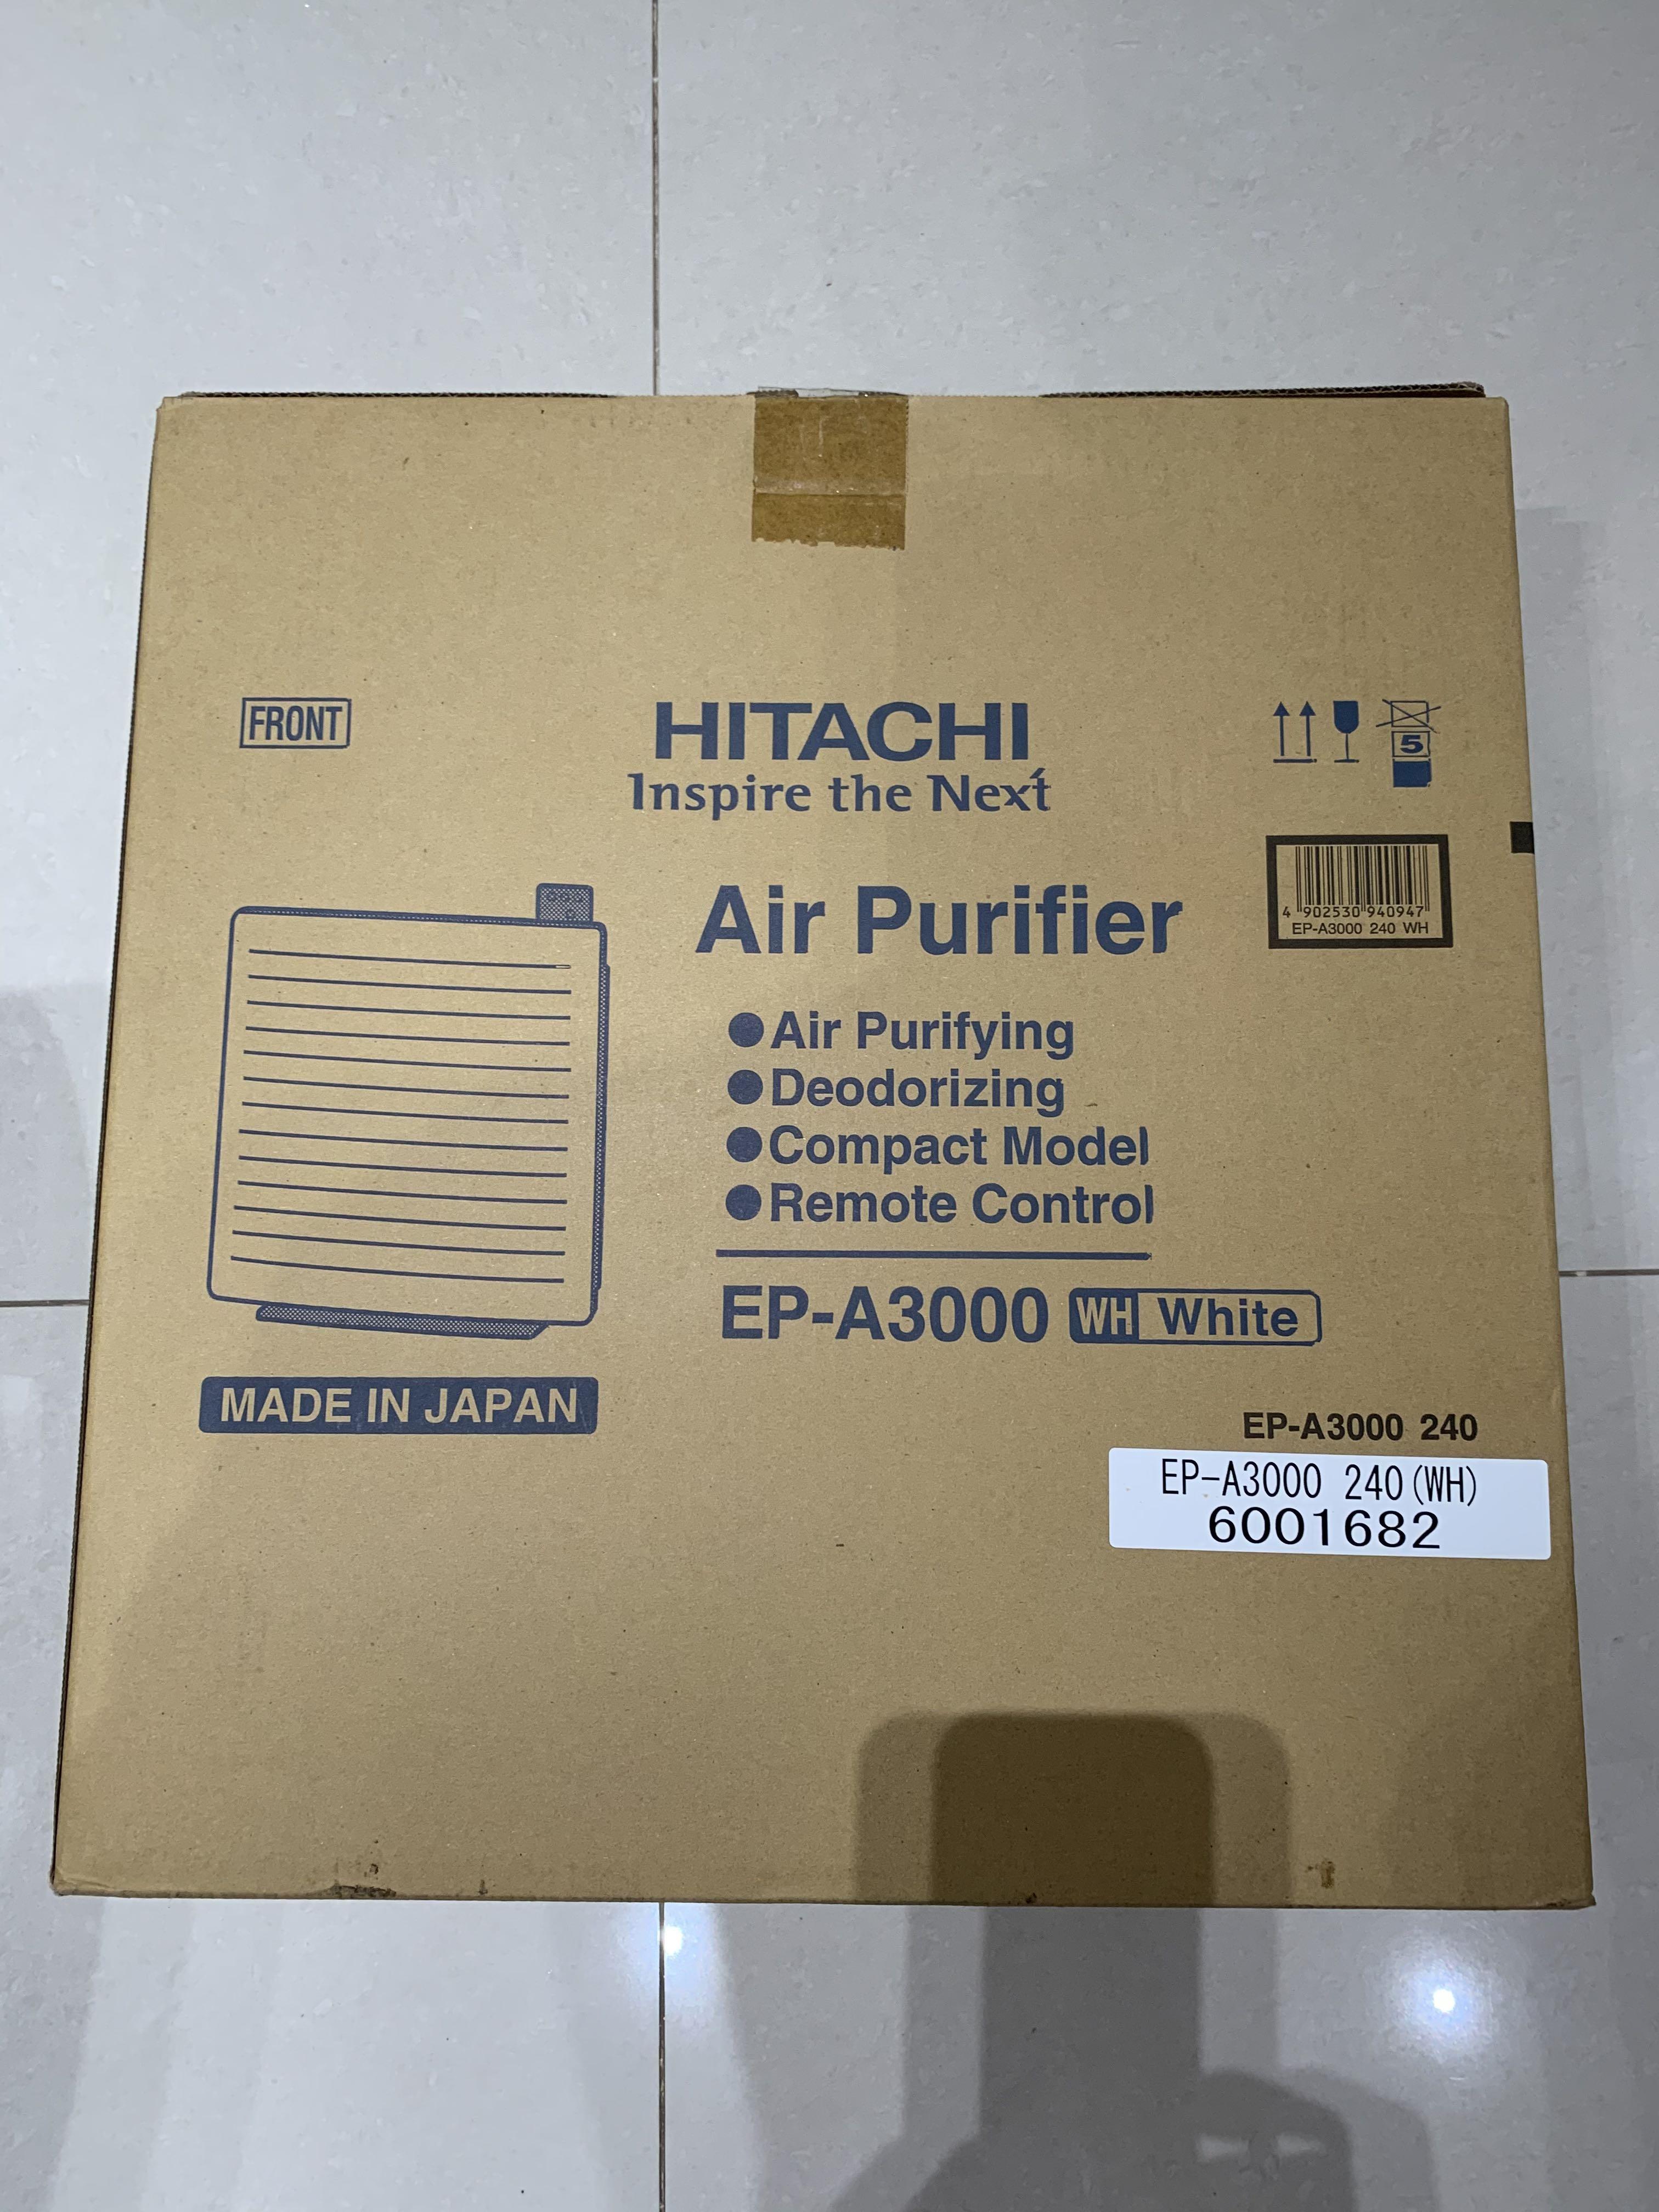 FRONT
HITACHI
Inspire the Next
5
4 902530 940947
EP-A3000 240 WH
Air Purifier
●Air Purifying
●Deodorizing
●Compact Model
●Remote Control
EP-A3000 WH White
MADE IN JAPAN
EP-A3000 240
EP-A3000 240(WH)
6001682